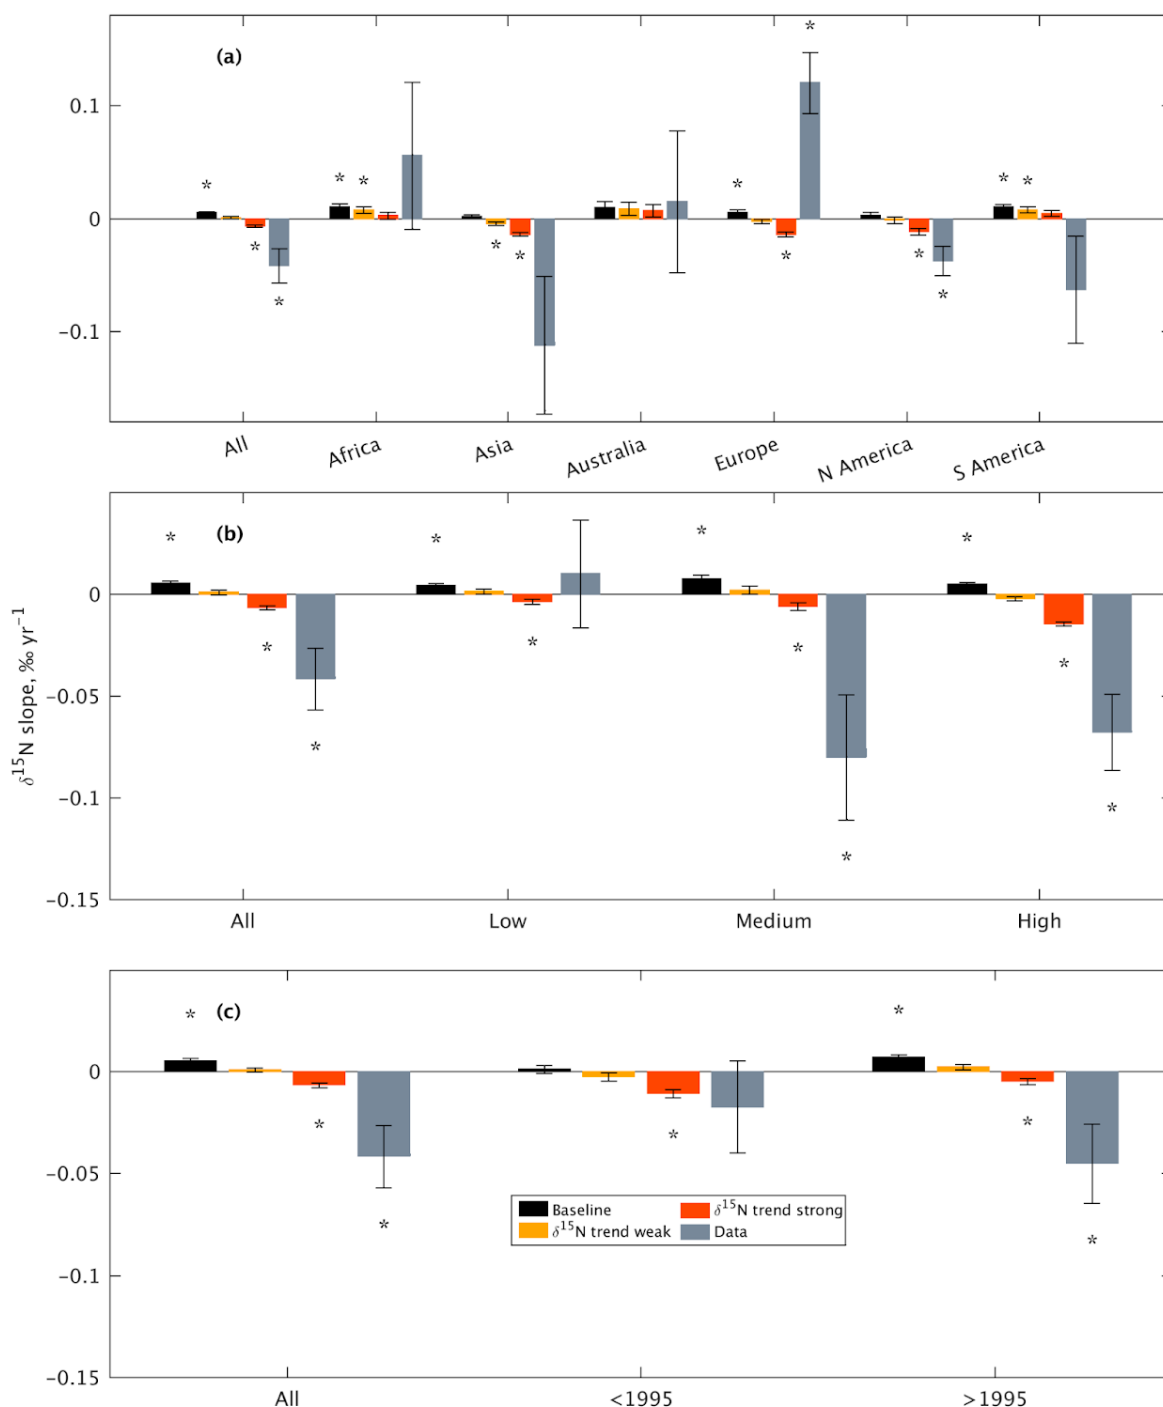 (a)
* * * * * * * *
0.1
0
−0.1
* * * * * * * *
All Africa Asia Australia Europe N America S America
(b)
* * * *
0
−0.05
−0.1
−0.15
* * * * * * *
δ15N slope, ‰ yr−1
All Low Medium High
(c)
* *
0
−0.05
−0.1
−0.15
* * * * *
Baseline δ15N trend strong
δ15N trend weak Data
All <1995 >1995